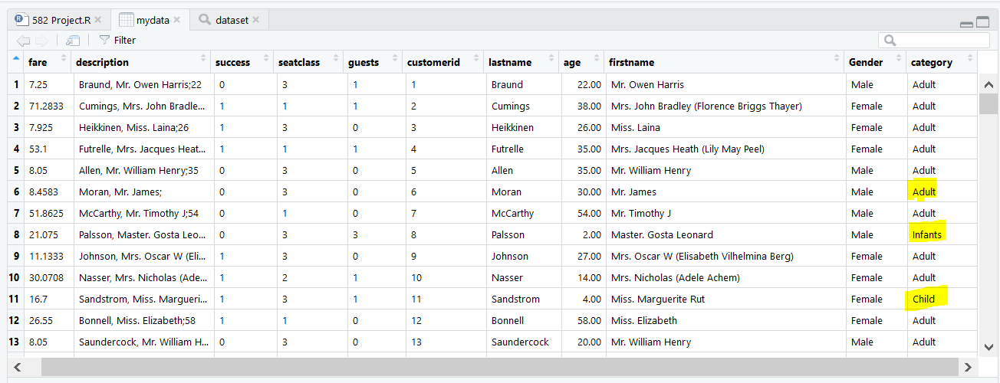 582 Project.R mydata dataset
Filter
fare description success seatclass guests customerid lastname age firstname Gender category
1 7.25 Braund, Mr. Owen Harris;22 0 3 1 1 Braund 22.00 Mr. Owen Harris Male Adult
2 71.2833 Cumings, Mrs. John Bradle... 1 1 1 2 Cumings 38.00 Mrs. John Bradley (Florence Briggs Thayer) Female Adult
3 7.925 Heikkinen, Miss. Laina;26 1 3 0 3 Heikkinen 26.00 Miss. Laina Female Adult
4 53.1 Futrelle, Mrs. Jacques Heat... 1 1 1 4 Futrelle 35.00 Mrs. Jacques Heath (Lily May Peel) Female Adult
5 8.05 Allen, Mr. William Henry;35 0 3 0 5 Allen 35.00 Mr. William Henry Male Adult
6 8.4583 Moran, Mr. James; 0 3 0 6 Moran 30.00 Mr. James Male Adult
7 51.8625 McCarthy, Mr. Timothy J;54 0 1 0 7 McCarthy 54.00 Mr. Timothy J Male Adult
8 21.075 Palsson, Master. Gosta Leo... 0 3 3 8 Palsson 2.00 Master. Gosta Leonard Male Infants
9 11.1333 Johnson, Mrs. Oscar W (Eli... 1 3 0 9 Johnson 27.00 Mrs. Oscar W (Elisabeth Vilhelmina Berg) Female Adult
10 30.0708 Nasser, Mrs. Nicholas (Ade... 1 2 1 10 Nasser 14.00 Mrs. Nicholas (Adele Achem) Female Adult
11 16.7 Sandstrom, Miss. Margueri... 1 3 1 11 Sandstrom 4.00 Miss. Marguerite Rut Female Child
12 26.55 Bonnell, Miss. Elizabeth;58 1 1 0 12 Bonnell 58.00 Miss. Elizabeth Female Adult
13 8.05 Saundercock, Mr. William H... 0 3 0 13 Saundercock 20.00 Mr. William Henry Male Adult